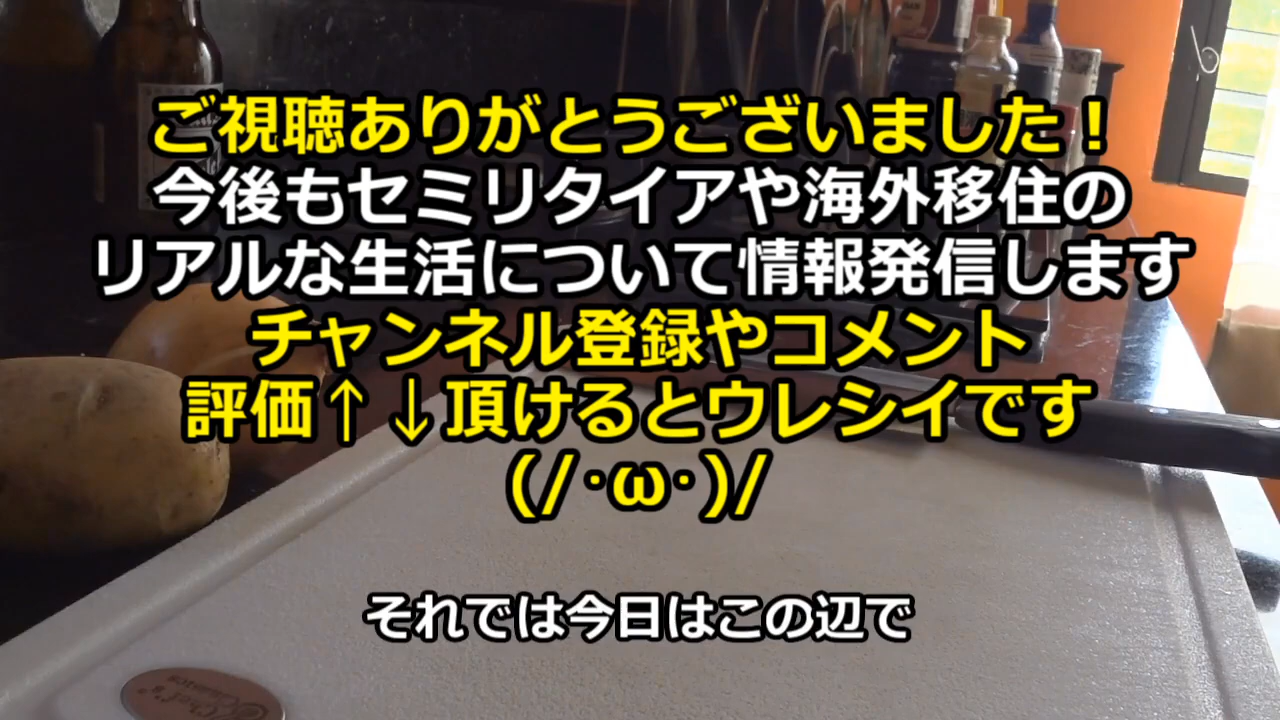 ご視聴ありがとうございました！
今後もセミリタイアや海外移住の
リアルな生活について情報発信します
チャンネル登録やコメント
評価↑↓頂けるとウレシイです
(/･ω･)/
それでは今日はこの辺で